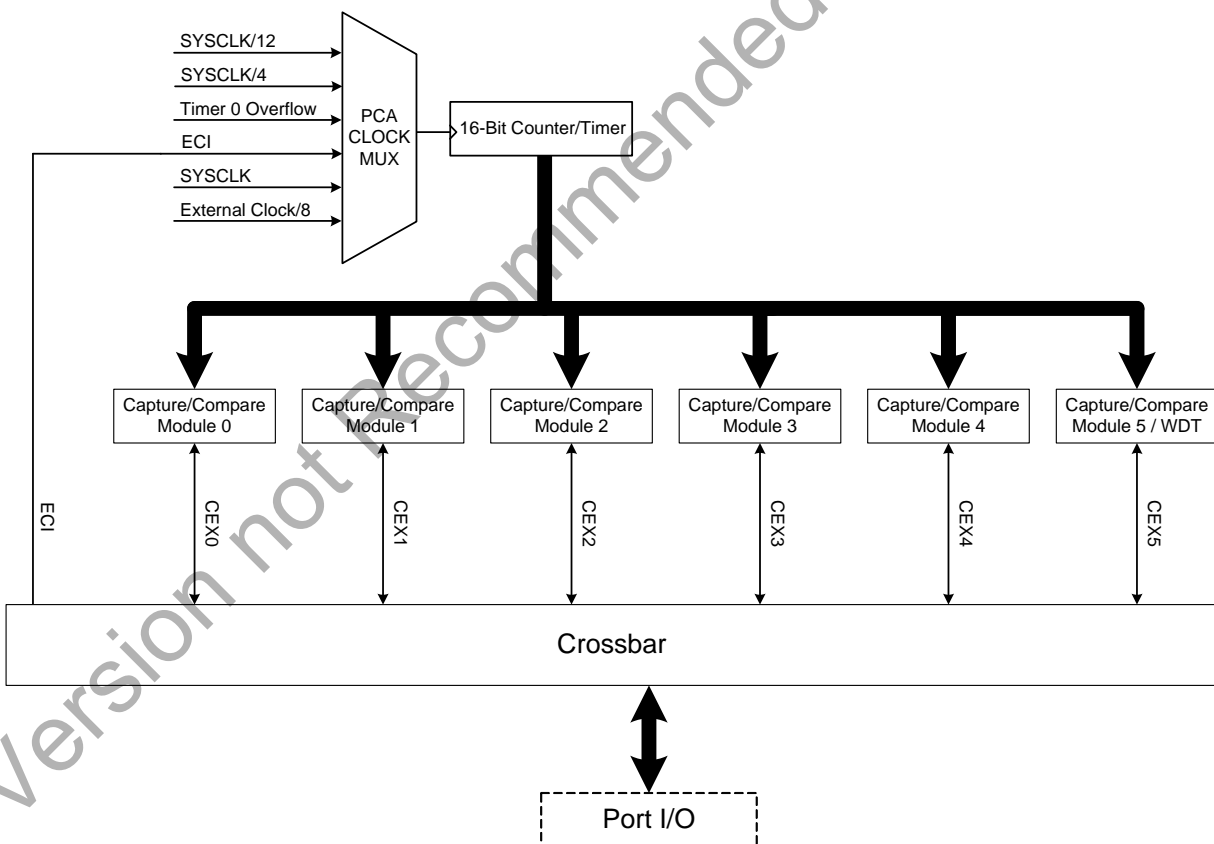 SYSCLK/12
SYSCLK/4
Timer 0 Overflow
ECI
SYSCLK
External Clock/8
PCA
CLOCK
MUX
16-Bit Counter/Timer
Capture/Compare
Module 0
Capture/Compare
Module 1
Capture/Compare
Module 2
Capture/Compare
Module 3
Capture/Compare
Module 4
Capture/Compare
Module 5 / WDT
ECI
CEX0
CEX1
CEX2
CEX3
CEX4
CEX5
Crossbar
Port I/O
Version not Recommended